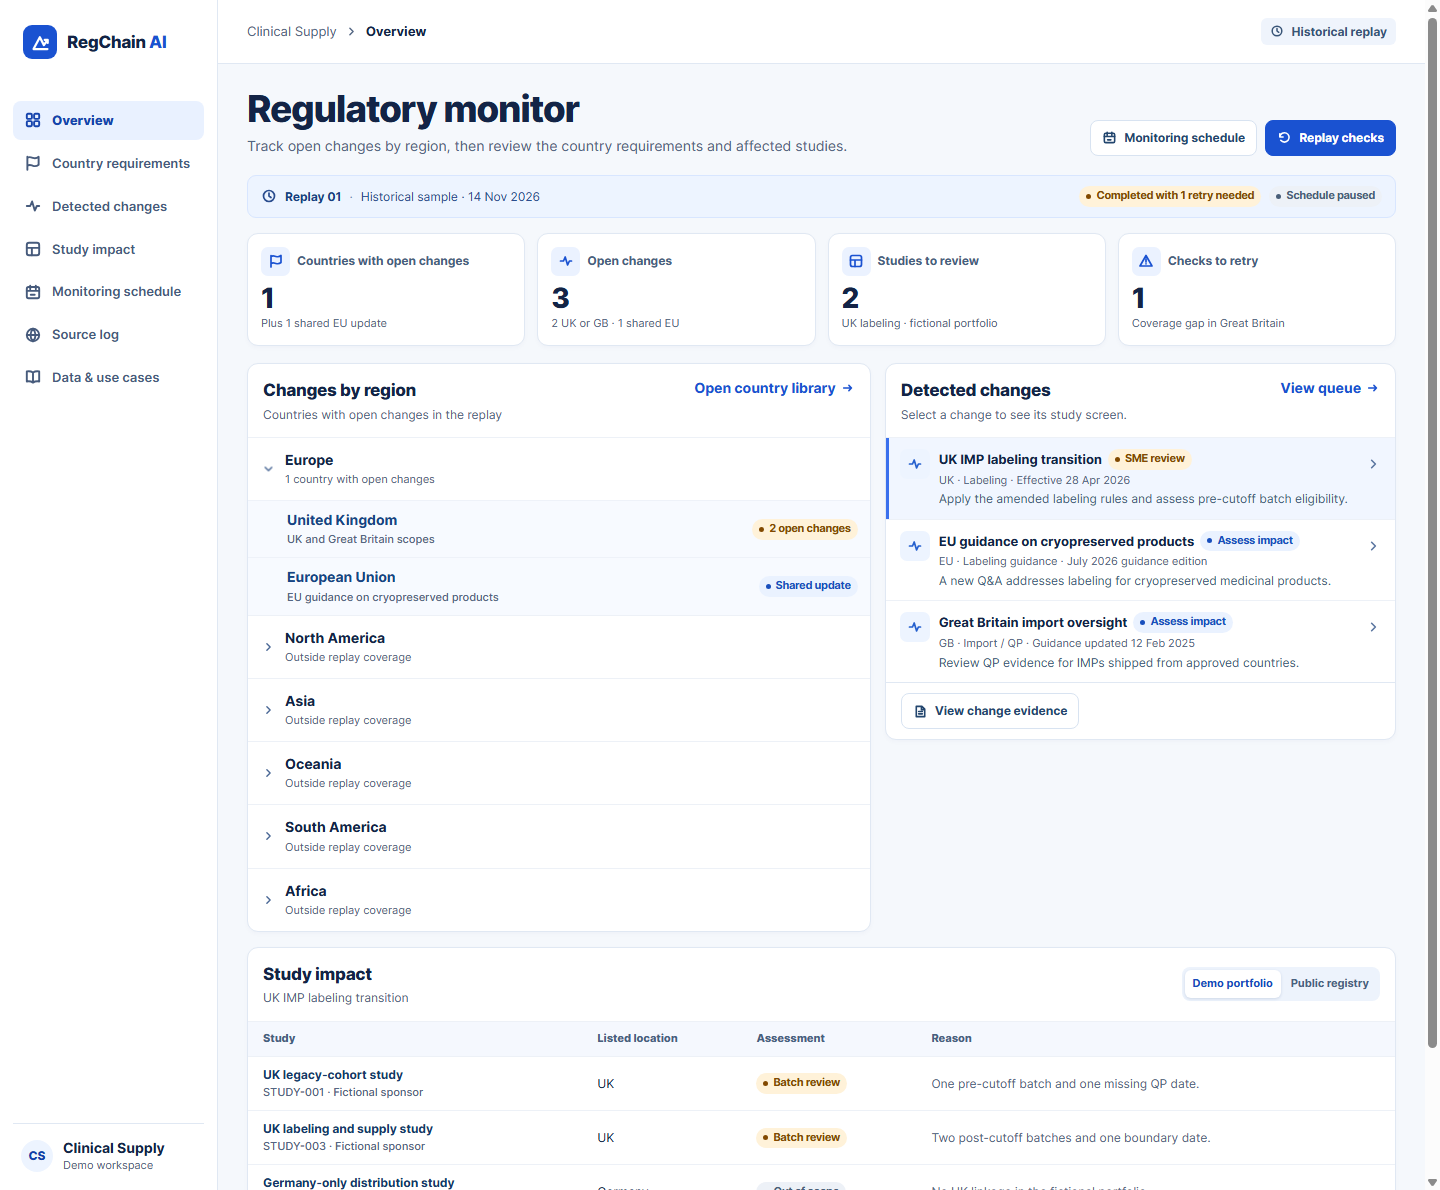 RegChain AI
Overview
Country requirements
Detected changes
Study impact
Monitoring schedule
Source log
Data & use cases
CS
Clinical Supply
Demo workspace
Clinical Supply > Overview
Historical replay
Regulatory monitor
Track open changes by region, then review the country requirements and affected studies.
Monitoring schedule
Replay checks
Replay 01 · Historical sample · 14 Nov 2026
Completed with 1 retry needed
Schedule paused
Countries with open changes
1
Plus 1 shared EU update
Open changes
3
2 UK or GB · 1 shared EU
Studies to review
2
UK labeling · fictional portfolio
Checks to retry
1
Coverage gap in Great Britain
Changes by region
Open country library →
Countries with open changes in the replay
Europe
1 country with open changes
United Kingdom
UK and Great Britain scopes
2 open changes
European Union
EU guidance on cryopreserved products
Shared update
North America
Outside replay coverage
Asia
Outside replay coverage
Oceania
Outside replay coverage
South America
Outside replay coverage
Africa
Outside replay coverage
Detected changes
View queue →
Select a change to see its study screen.
UK IMP labeling transition
SME review
UK · Labeling · Effective 28 Apr 2026
Apply the amended labeling rules and assess pre-cutoff batch eligibility.
EU guidance on cryopreserved products
Assess impact
EU · Labeling guidance · July 2026 guidance edition
A new Q&A addresses labeling for cryopreserved medicinal products.
Great Britain import oversight
Assess impact
GB · Import / QP · Guidance updated 12 Feb 2025
Review QP evidence for IMPs shipped from approved countries.
View change evidence
Study impact
UK IMP labeling transition
Demo portfolio
Public registry
Study Listed location Assessment Reason
UK legacy-cohort study
STUDY-001 · Fictional sponsor
UK
Batch review
One pre-cutoff batch and one missing QP date.
UK labeling and supply study
STUDY-003 · Fictional sponsor
UK
Batch review
Two post-cutoff batches and one boundary date.
Germany-only distribution study